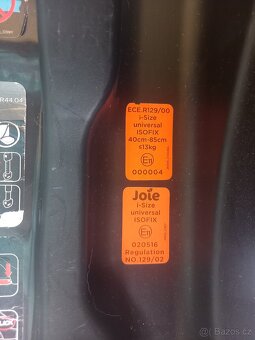 R44.04
ECE R129/00
i-Size
universal
ISOFIX
40cm-85cm
≤13kg
E11
000004
Joie
i-Size
universal
ISOFIX
E11
020516
Regulation
NO. 129/02
sbazos.cz